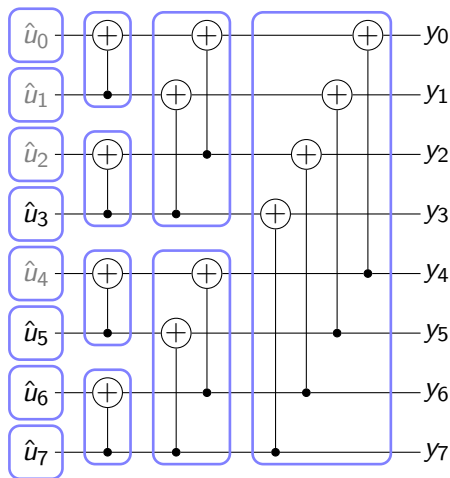 û₀ y₀
û₁ y₁
û₂ y₂
û₃ y₃
û₄ y₄
û₅ y₅
û₆ y₆
û₇ y₇